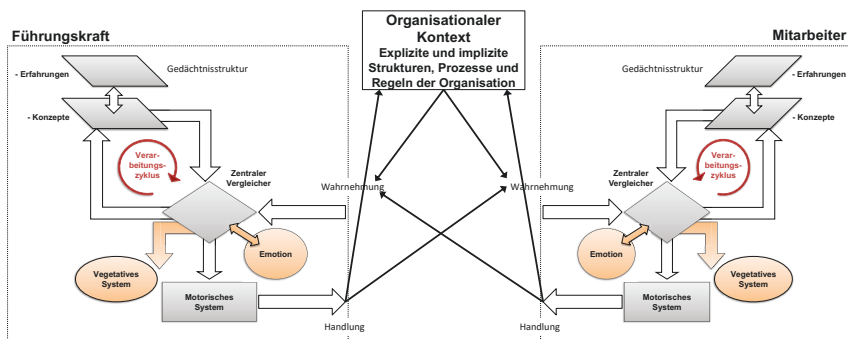 Führungskraft
Organisationaler
Kontext
Explizite und implizite
Strukturen, Prozesse und
Regeln der Organisation
Mitarbeiter
- Erfahrungen
Gedächtnisstruktur
- Konzepte
Verar-
beitungs-
zyklus
Zentraler
Vergleicher
Wahrnehmung
Emotion
Vegetatives
System
Motorisches
System
Handlung
Gedächtnisstruktur
- Erfahrungen
- Konzepte
Verar-
beitungs-
zyklus
Zentraler
Vergleicher
Wahrnehmung
Emotion
Vegetatives
System
Motorisches
System
Handlung